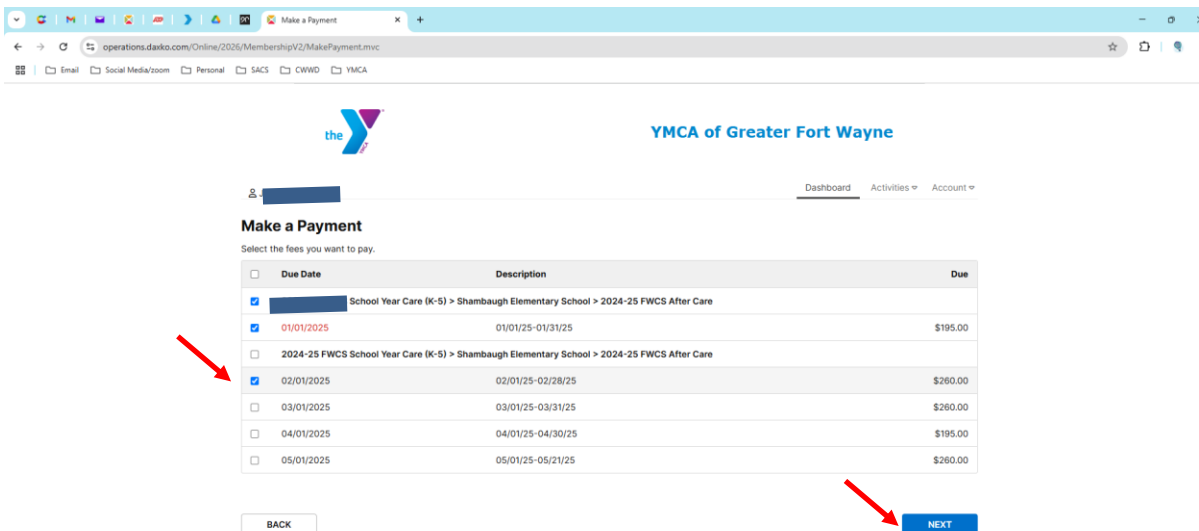 Make a Payment
operations.daxko.com/Online/2026/MembershipV2/MakePayment.mvc
Email Social Media/zoom Personal SACS CWWD YMCA
the YMCA
YMCA of Greater Fort Wayne
Dashboard Activities Account
Make a Payment
Select the fees you want to pay.
Due Date Description Due
School Year Care (K-5) > Shambaugh Elementary School > 2024-25 FWCS After Care
01/01/2025 01/01/25-01/31/25 $195.00
2024-25 FWCS School Year Care (K-5) > Shambaugh Elementary School > 2024-25 FWCS After Care
02/01/2025 02/01/25-02/28/25 $260.00
03/01/2025 03/01/25-03/31/25 $260.00
04/01/2025 04/01/25-04/30/25 $195.00
05/01/2025 05/01/25-05/21/25 $260.00
BACK NEXT